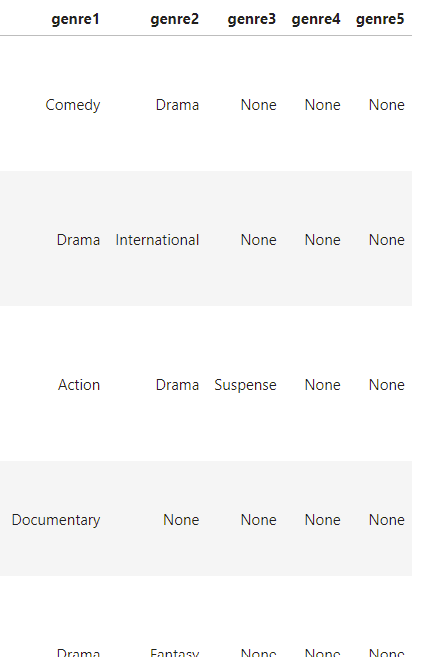 genre1 genre2 genre3 genre4 genre5
Comedy Drama None None None
Drama International None None None
Action Drama Suspense None None
Documentary None None None None
Drama Fantasy None None None